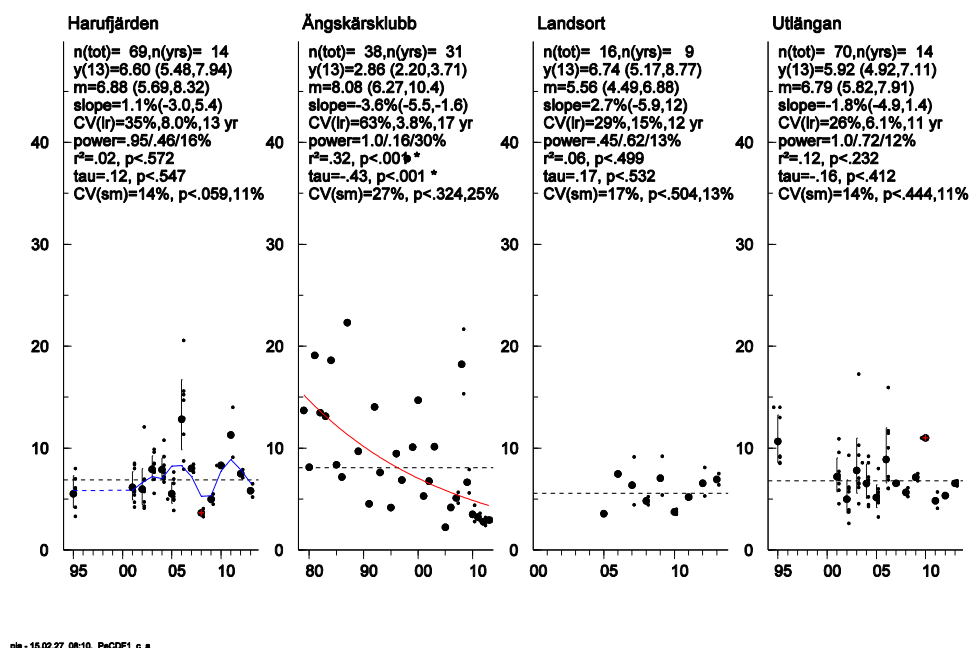 Harufjärden
n(tot)= 69,n(yrs)= 14
y(13)=6.60 (5.48,7.94)
m=6.88 (5.69,8.32)
slope=1.1%(-3.0,5.4)
CV(lr)=35%,8.0%,13 yr
power=.95/.46/16%
r²=.02, p<.572
tau=.12, p<.547
CV(sm)=14%, p<.059,11%
40
30
20
10
0
95 00 05 10
Ängskärsklubb
n(tot)= 38,n(yrs)= 31
y(13)=2.86 (2.20,3.71)
m=8.08 (6.27,10.4)
slope=-3.6%(-5.5,-1.6)
CV(lr)=63%,3.8%,17 yr
power=1.0/.16/30%
r²=.32, p<.001 *
tau=-.43, p<.001 *
CV(sm)=27%, p<.324,25%
40
30
20
10
0
80 90 00 10
Landsort
n(tot)= 16,n(yrs)= 9
y(13)=6.74 (5.17,8.77)
m=5.56 (4.49,6.88)
slope=2.7%(-5.9,12)
CV(lr)=29%,15%,12 yr
power=.45/.62/13%
r²=.06, p<.499
tau=.17, p<.532
CV(sm)=17%, p<.504,13%
40
30
20
10
0
00 10
Utlängan
n(tot)= 70,n(yrs)= 14
y(13)=5.92 (4.92,7.11)
m=6.79 (5.82,7.91)
slope=-1.8%(-4.9,1.4)
CV(lr)=26%,6.1%,11 yr
power=1.0/.72/12%
r²=.12, p<.232
tau=-.16, p<.412
CV(sm)=14%, p<.444,11%
40
30
20
10
0
95 00 05 10
- 15.02.27 08:10,